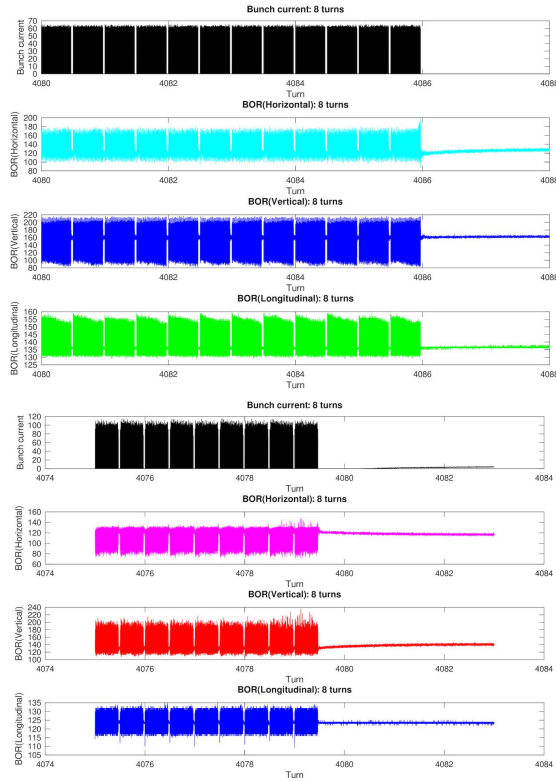 Bunch current: 8 turns
Bunch current
70
60
50
40
30
20
10
0
4080 4082 4084 4086 4088
Turn
BOR(Horizontal): 8 turns
BOR(Horizontal)
200
180
160
140
120
100
80
4080 4082 4084 4086 4088
Turn
BOR(Vertical): 8 turns
BOR(Vertical)
220
200
180
160
140
120
100
80
4080 4082 4084 4086 4088
Turn
BOR(Longitudinal): 8 turns
BOR(Longitudinal)
160
155
150
145
140
135
130
125
4080 4082 4084 4086 4088
Turn
Bunch current: 8 turns
Bunch current
120
100
80
60
40
20
0
4074 4076 4078 4080 4082 4084
Turn
BOR(Horizontal): 8 turns
BOR(Horizontal)
160
140
120
100
80
60
4074 4076 4078 4080 4082 4084
Turn
BOR(Vertical): 8 turns
BOR(Vertical)
240
220
200
180
160
140
120
100
4074 4076 4078 4080 4082 4084
Turn
BOR(Longitudinal): 8 turns
BOR(Longitudinal)
135
130
125
120
115
110
105
4074 4076 4078 4080 4082 4084
Turn